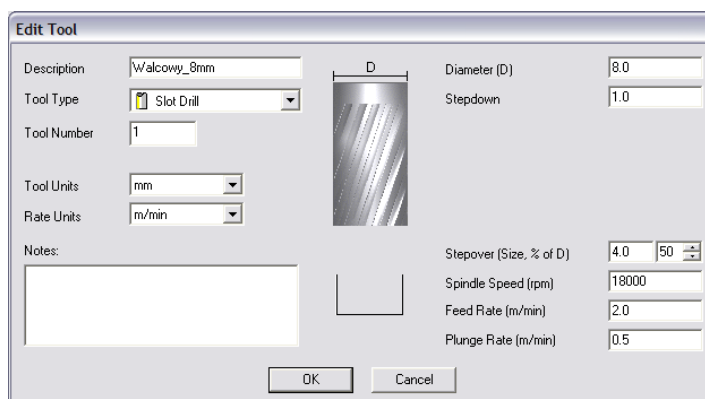 Edit Tool
Description Walcowy_8mm
Tool Type Slot Drill
Tool Number 1
Tool Units mm
Rate Units m/min
Notes:
D
Diameter (D) 8.0
Stepdown 1.0
Stepover (Size, % of D) 4.0 50
Spindle Speed (rpm) 18000
Feed Rate (m/min) 2.0
Plunge Rate (m/min) 0.5
OK Cancel